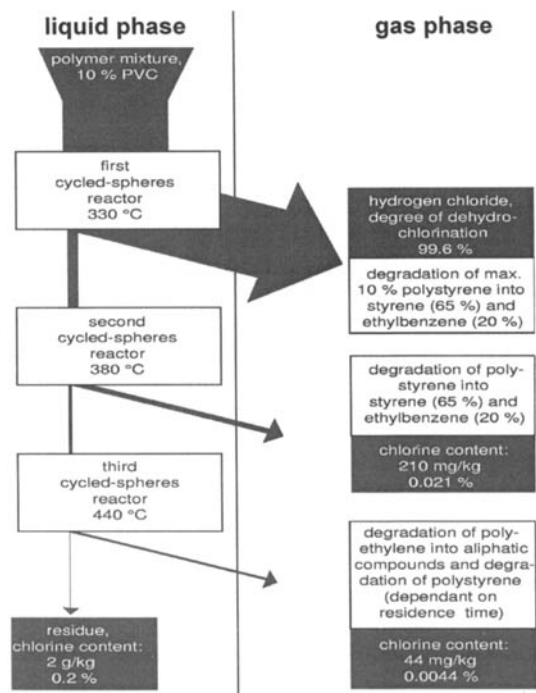 liquid phase
gas phase
polymer mixture,
10 % PVC
first
cycled-spheres
reactor
330 °C
hydrogen chloride,
degree of dehydro-
chlorination
99.6 %
degradation of max.
10 % polystyrene into
styrene (65 %) and
ethylbenzene (20 %)
second
cycled-spheres
reactor
380 °C
degradation of poly-
styrene into
styrene (65 %) and
ethylbenzene (20 %)
chlorine content:
210 mg/kg
0.021 %
third
cycled-spheres
reactor
440 °C
degradation of poly-
ethylene into aliphatic
compounds and degra-
dation of polystyrene
(dependant on
residence time)
chlorine content:
44 mg/kg
0.0044 %
residue,
chlorine content:
2 g/kg
0.2 %